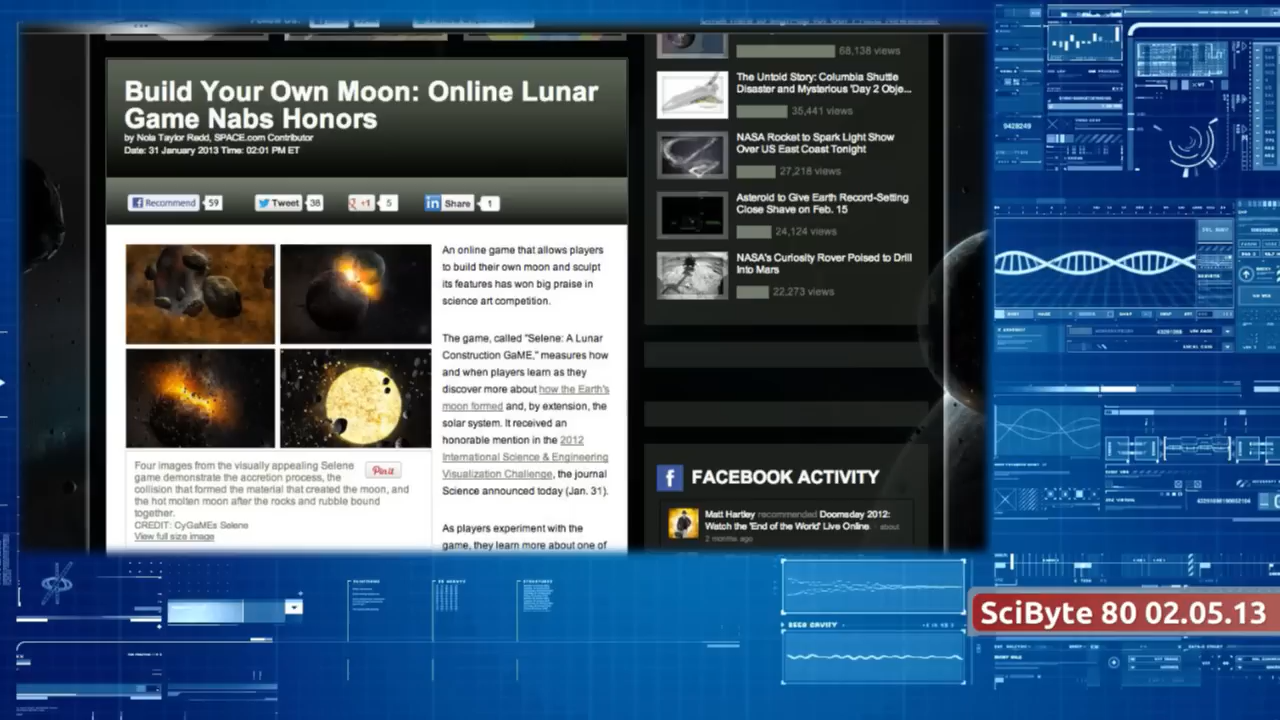 Build Your Own Moon: Online Lunar
Game Nabs Honors
by Nola Taylor Redd, SPACE.com Contributor
Date: 31 January 2013 Time: 02:01 PM ET
Recommend 59
Tweet 38
+1 5
in Share 1
An online game that allows players
to build their own moon and sculpt
its features has won big praise in
science art competition.
The game, called "Selene: A Lunar
Construction GaME," measures how
and when players learn as they
discover more about how the Earth's
moon formed and, by extension, the
solar system. It received an
honorable mention in the 2012
International Science & Engineering
Visualization Challenge, the journal
Science announced today (Jan. 31).
As players experiment with the
game, they learn more about one of
Four images from the visually appealing Selene
game demonstrate the accretion process, the
collision that formed the material that created the moon, and
the hot molten moon after the rocks and rubble bound
together.
CREDIT: CyGaMEs Selene
View full size image
Pin it
68,138 views
The Untold Story: Columbia Shuttle
Disaster and Mysterious 'Day 2 Obje...
35,441 views
NASA Rocket to Spark Light Show
Over US East Coast Tonight
27,218 views
Asteroid to Give Earth Record-Setting
Close Shave on Feb. 15
24,124 views
NASA's Curiosity Rover Poised to Drill
Into Mars
22,273 views
FACEBOOK ACTIVITY
Matt Hartley recommended Doomsday 2012:
Watch the 'End of the World' Live Online. · about
2 months ago
SciByte 80 02.05.13